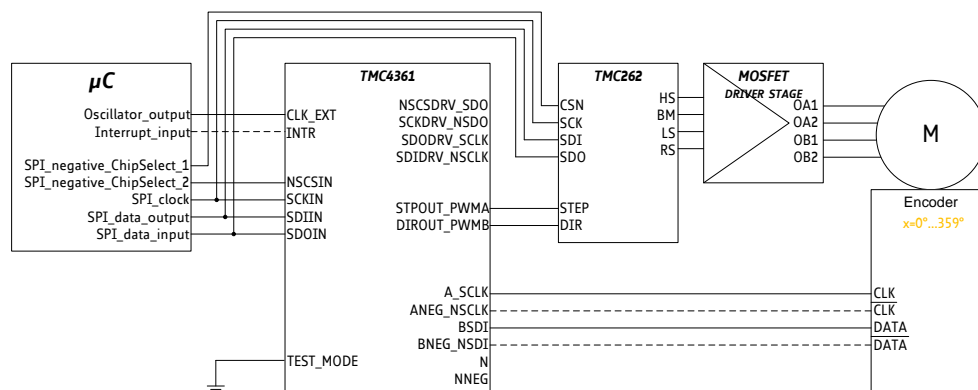 µC
Oscillator_output
Interrupt_input
SPI_negative_ChipSelect_1
SPI_negative_ChipSelect_2
SPI_clock
SPI_data_output
SPI_data_input
TMC4361
CLK_EXT
INTR
NSCSIN
SCKIN
SDIIN
SDOIN
TEST_MODE
NSCSDRV_SDO
SCKDRV_NSDO
SDODRV_SCLK
SDIDRV_NSCLK
STPOUT_PWMA
DIROUT_PWMB
A_SCLK
ANEG_NSCLK
BSDI
BNEG_NSDI
N
NNEG
TMC262
CSN
SCK
SDI
SDO
STEP
DIR
HS
BM
LS
RS
MOSFET
DRIVER STAGE
OA1
OA2
OB1
OB2
M
Encoder
x=0°...359°
CLK
CLK
DATA
DATA